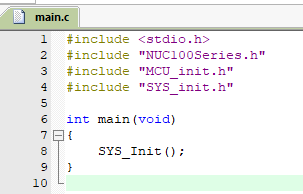 main.c
1 #include <stdio.h>
2 #include "NUC100Series.h"
3 #include "MCU_init.h"
4 #include "SYS_init.h"
5
6 int main(void)
7 {
8 SYS_Init();
9 }
10